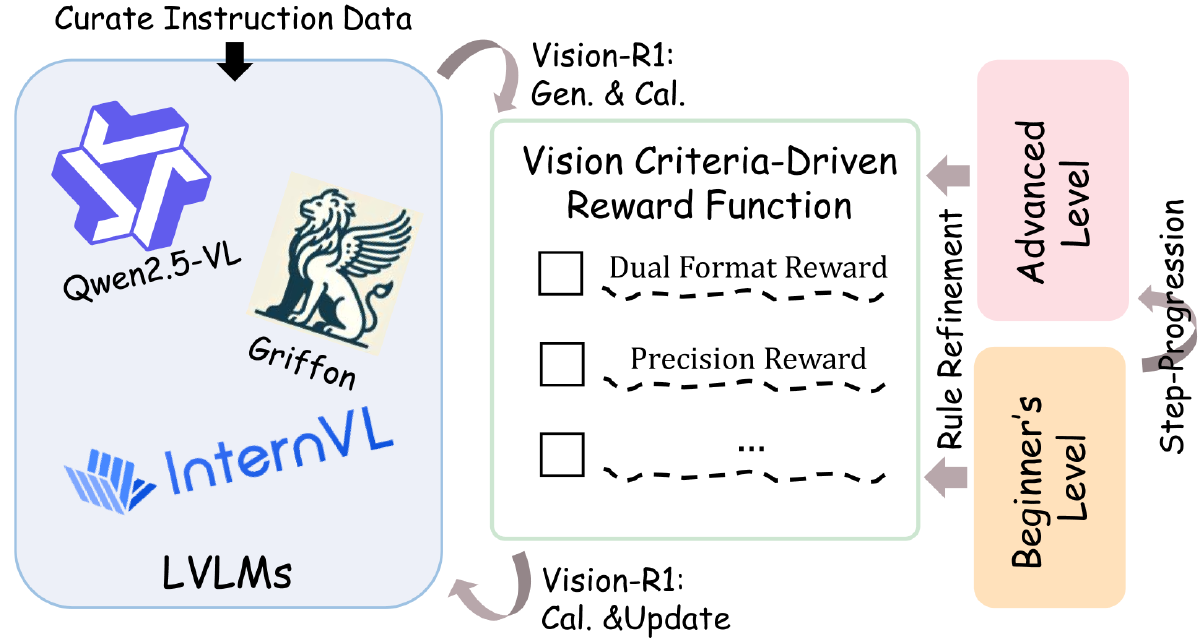 Curate Instruction Data
Qwen2.5-VL
Griffon
InternVL
LVLMs
Vision-R1:
Gen. & Cal.
Vision Criteria-Driven
Reward Function
Dual Format Reward
Precision Reward
...
Vision-R1:
Cal. &Update
Rule Refinement
Advanced
Level
Beginner's
Level
Step-Progression